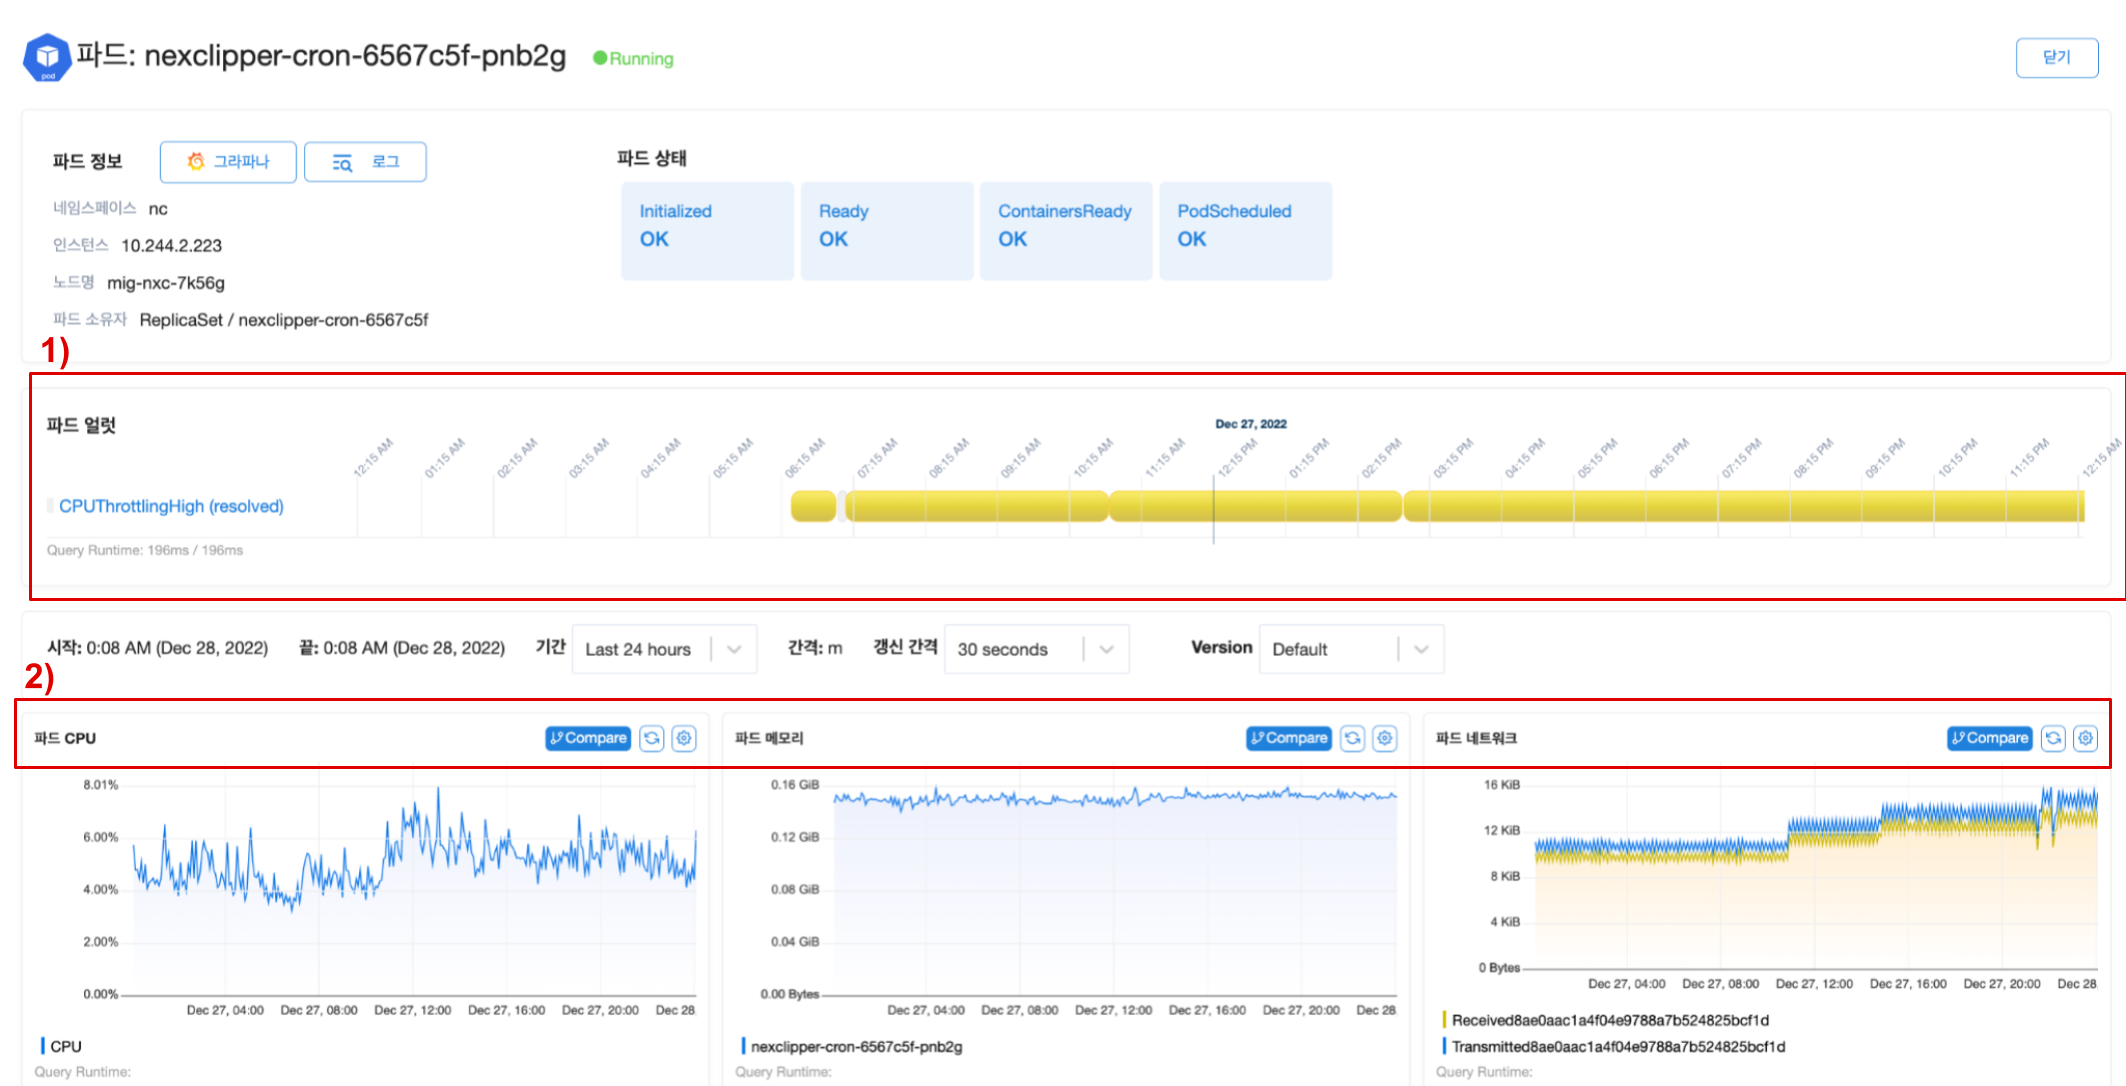 pod
파드: nexclipper-cron-6567c5f-pnb2g
Running
닫기
파드 정보
그라파나
로그
네임스페이스 nc
인스턴스 10.244.2.223
노드명 mig-nxc-7k56g
파드 소유자 ReplicaSet / nexclipper-cron-6567c5f
파드 상태
Initialized
OK
Ready
OK
ContainersReady
OK
PodScheduled
OK
1)
파드 얼럿
Dec 27, 2022
12:15 AM 01:15 AM 02:15 AM 03:15 AM 04:15 AM 05:15 AM 06:15 AM 07:15 AM 08:15 AM 09:15 AM 10:15 AM 11:15 AM 12:15 PM 01:15 PM 02:15 PM 03:15 PM 04:15 PM 05:15 PM 06:15 PM 07:15 PM 08:15 PM 09:15 PM 10:15 PM 11:15 PM 12:15 AM
CPUThrottlingHigh (resolved)
Query Runtime: 196ms / 196ms
시작: 0:08 AM (Dec 28, 2022) 끝: 0:08 AM (Dec 28, 2022) 기간 Last 24 hours 간격: m 갱신 간격 30 seconds Version Default
2)
파드 CPU
Compare
8.01%
6.00%
4.00%
2.00%
0.00%
Dec 27, 04:00 Dec 27, 08:00 Dec 27, 12:00 Dec 27, 16:00 Dec 27, 20:00 Dec 28
CPU
Query Runtime:
파드 메모리
Compare
0.16 GiB
0.12 GiB
0.08 GiB
0.04 GiB
0.00 Bytes
Dec 27, 04:00 Dec 27, 08:00 Dec 27, 12:00 Dec 27, 16:00 Dec 27, 20:00 Dec 28
nexclipper-cron-6567c5f-pnb2g
Query Runtime:
파드 네트워크
Compare
16 KiB
12 KiB
8 KiB
4 KiB
0 Bytes
Dec 27, 04:00 Dec 27, 08:00 Dec 27, 12:00 Dec 27, 16:00 Dec 27, 20:00 Dec 28
Received8ae0aac1a4f04e9788a7b524825bcf1d
Transmitted8ae0aac1a4f04e9788a7b524825bcf1d
Query Runtime: